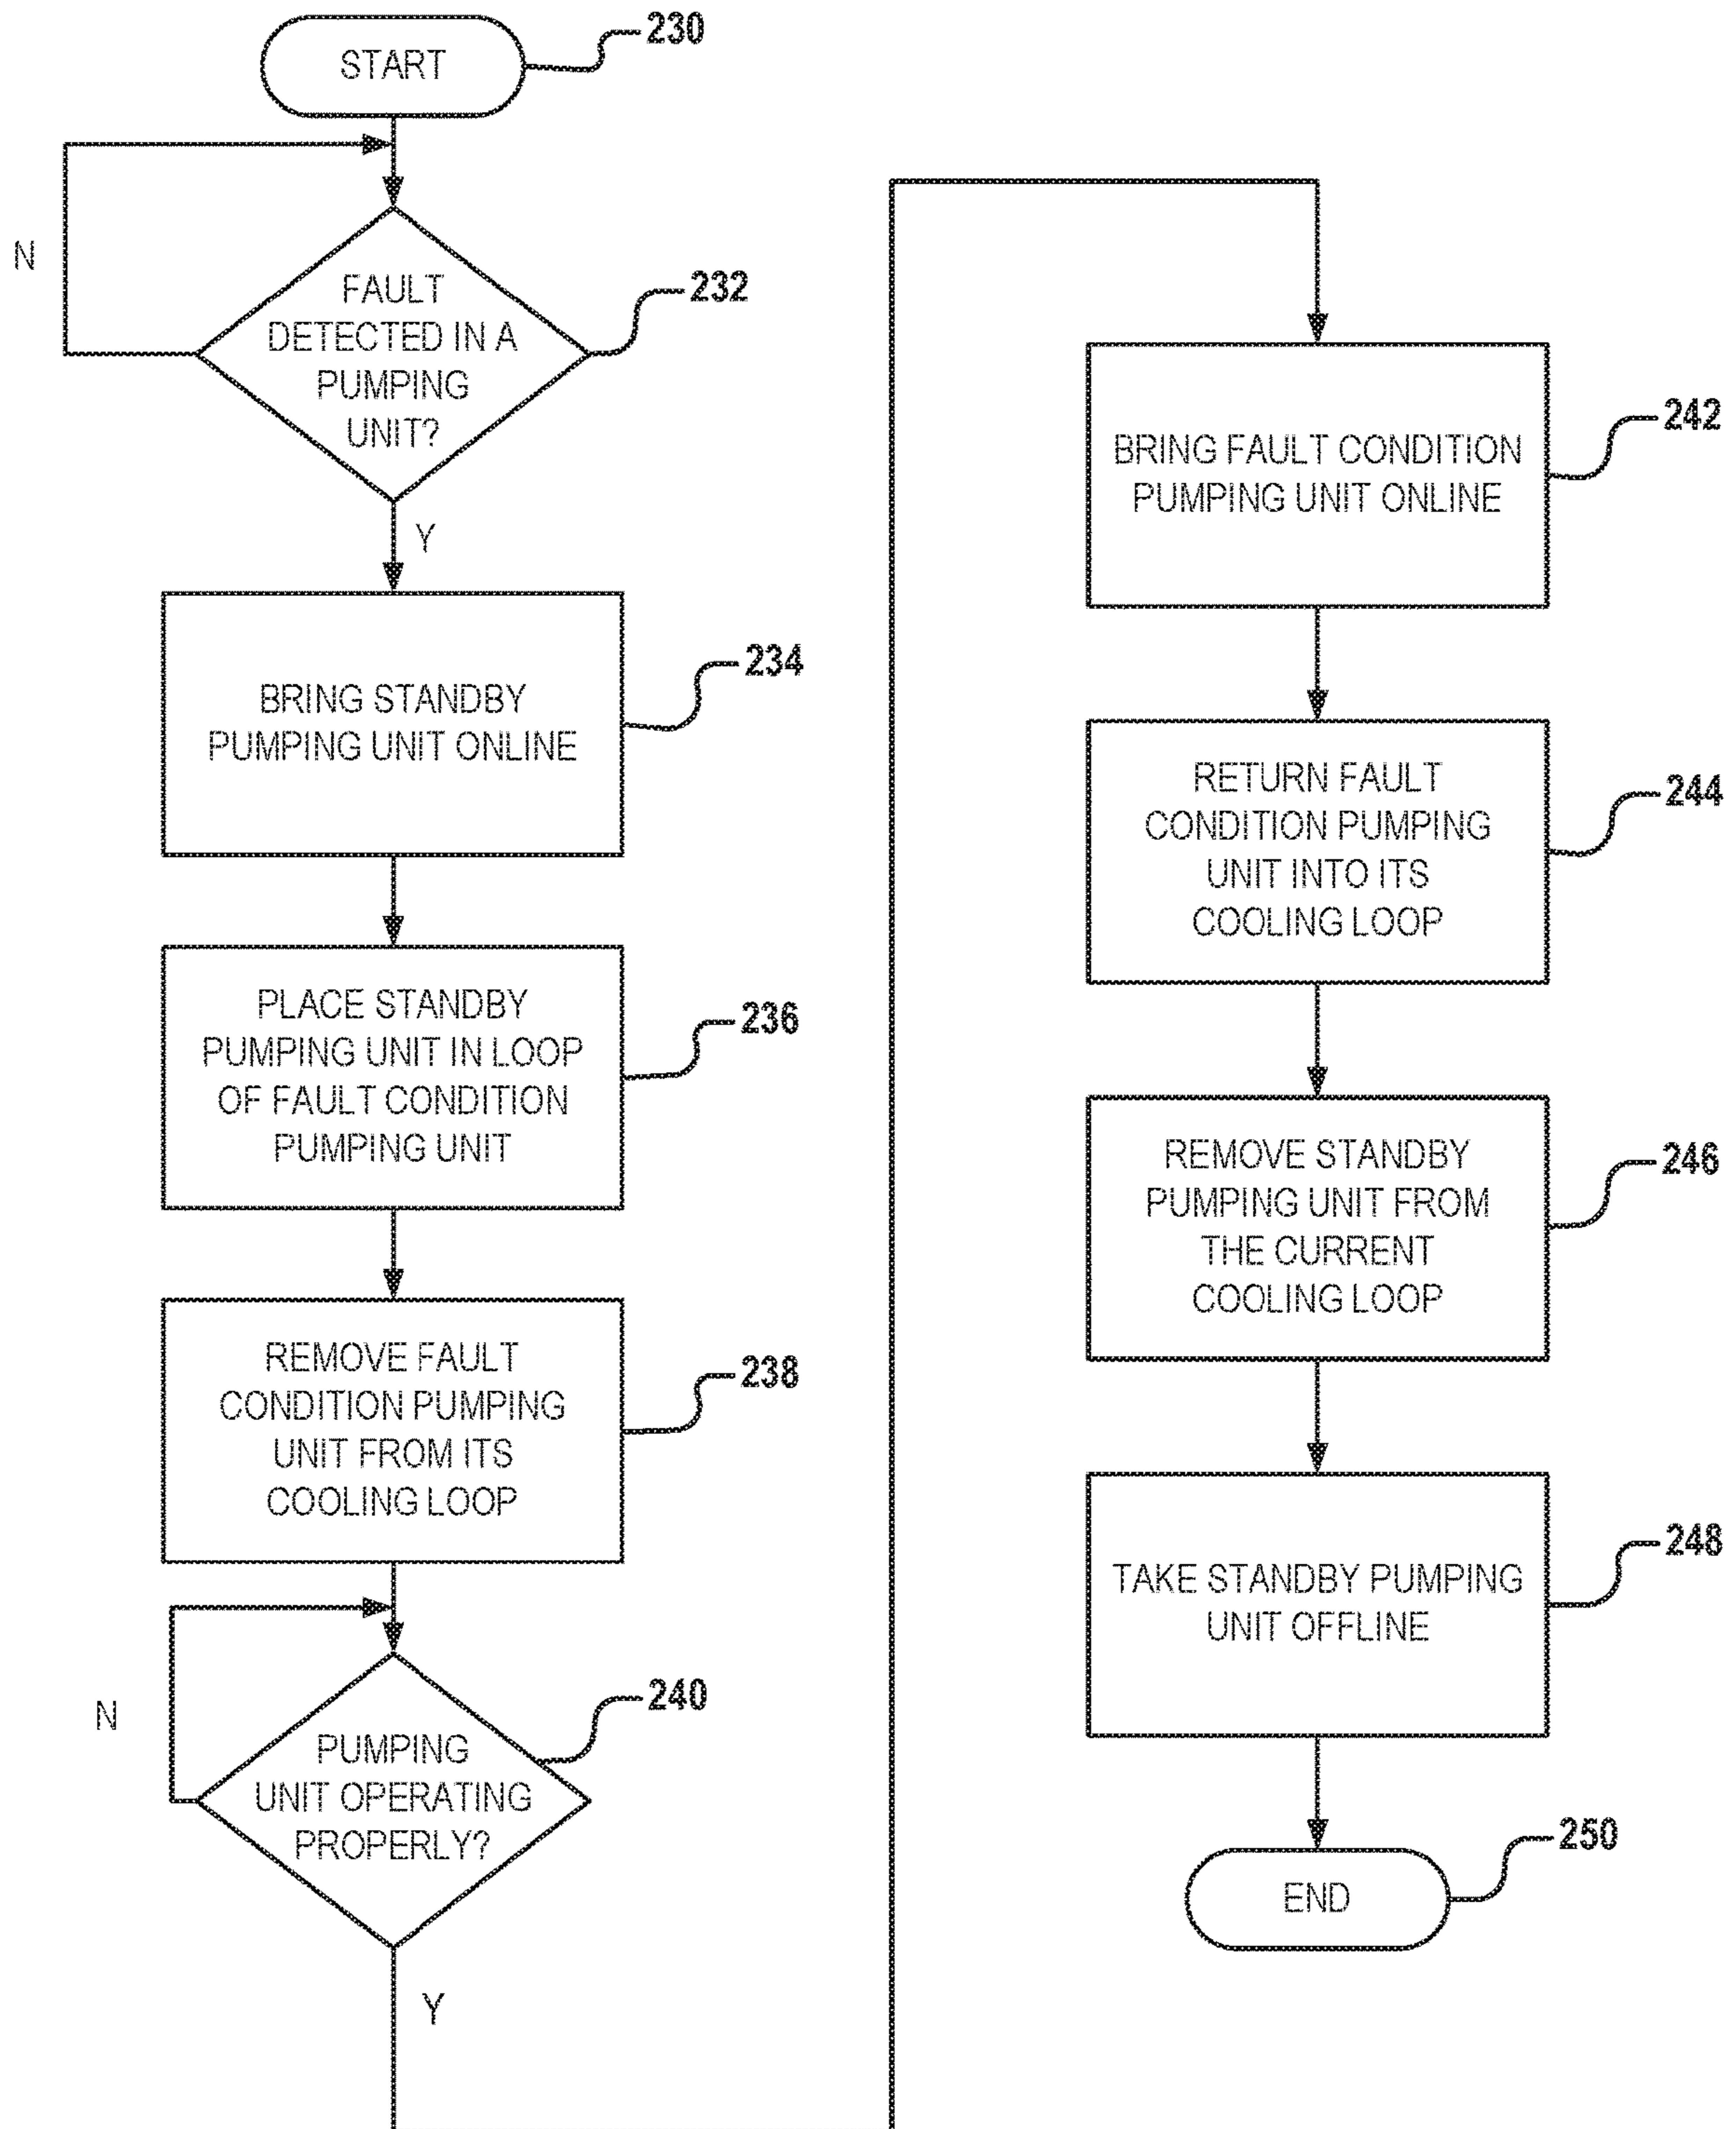 START
230
N
FAULT
DETECTED IN A
PUMPING
UNIT?
232
Y
BRING STANDBY
PUMPING UNIT ONLINE
234
PLACE STANDBY
PUMPING UNIT IN LOOP
OF FAULT CONDITION
PUMPING UNIT
236
REMOVE FAULT
CONDITION PUMPING
UNIT FROM ITS
COOLING LOOP
238
N
PUMPING
UNIT OPERATING
PROPERLY?
240
Y
BRING FAULT CONDITION
PUMPING UNIT ONLINE
242
RETURN FAULT
CONDITION PUMPING
UNIT INTO ITS
COOLING LOOP
244
REMOVE STANDBY
PUMPING UNIT FROM
THE CURRENT
COOLING LOOP
246
TAKE STANDBY PUMPING
UNIT OFFLINE
248
END
250